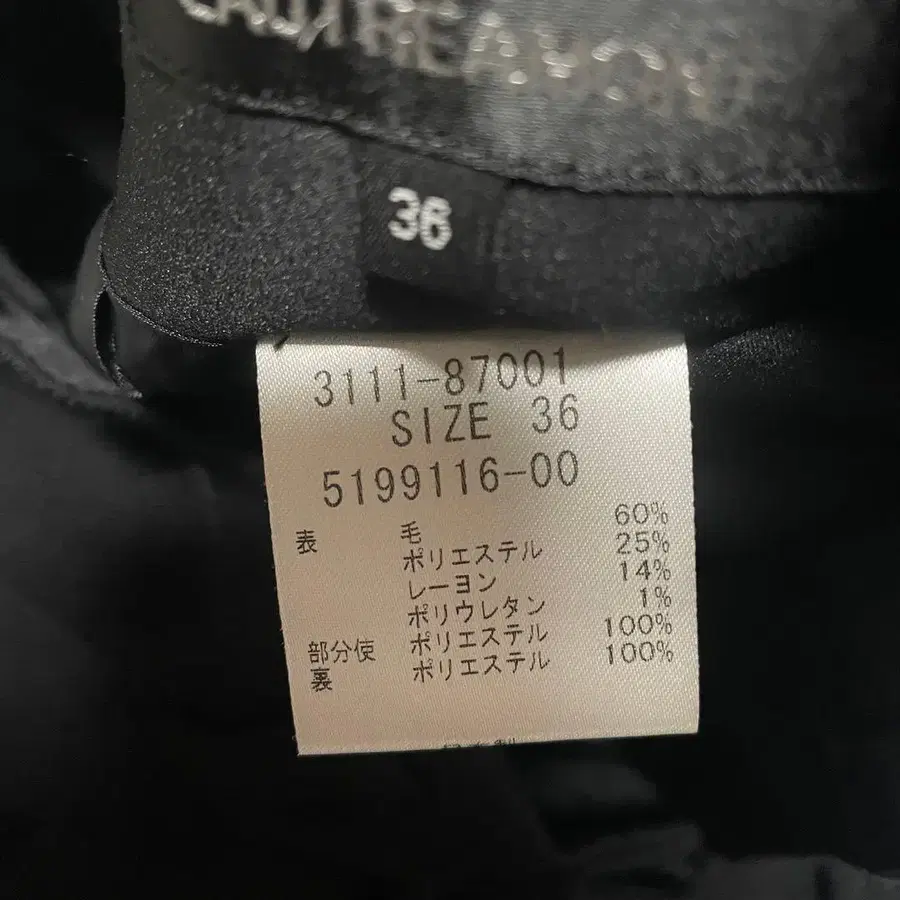 LAUTREAMONT
36
3111-87001
SIZE 36
5199116-00
表 毛 60%
ポリエステル 25%
レーヨン 14%
ポリウレタン 1%
部分使 ポリエステル 100%
裏 ポリエステル 100%